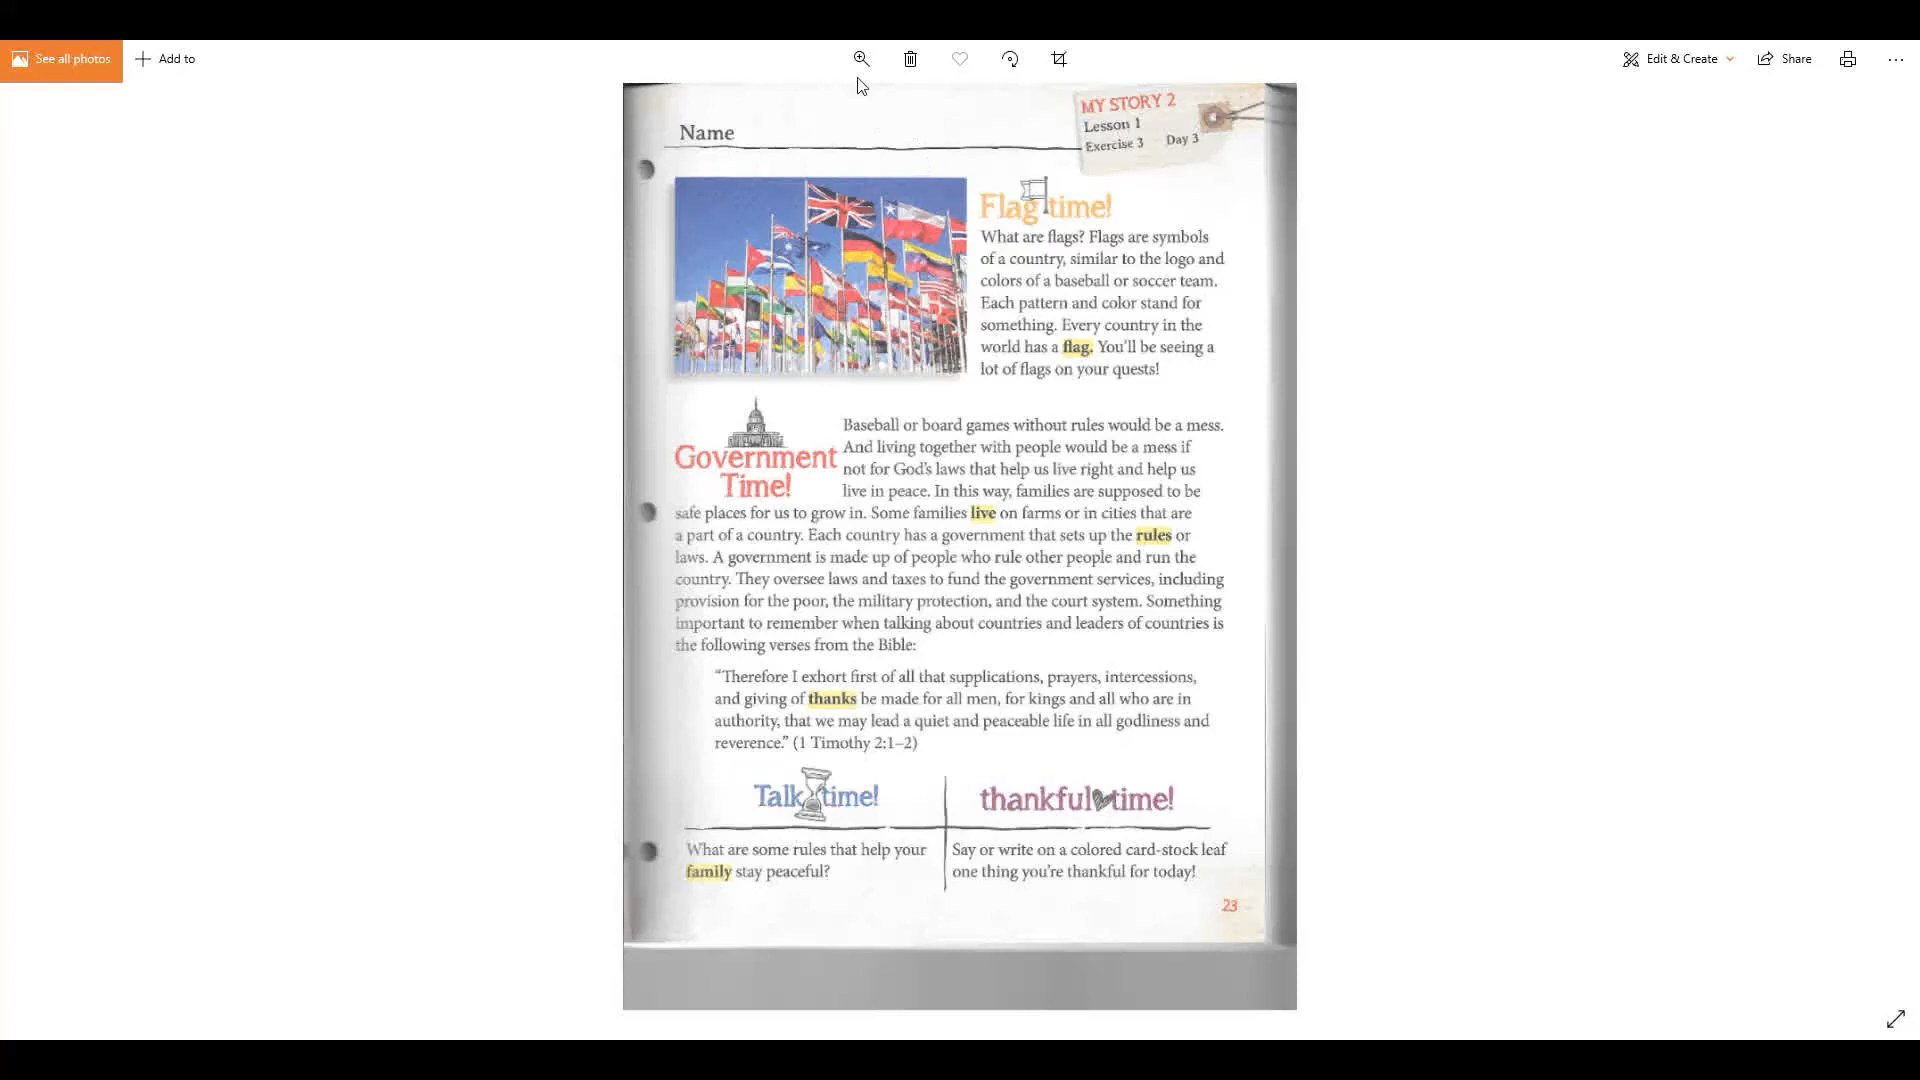 See all photos
Add to
Edit & Create
Share
MY STORY 2
Lesson 1
Exercise 3 Day 3
Name
Flag time!
What are flags? Flags are symbols
of a country, similar to the logo and
colors of a baseball or soccer team.
Each pattern and color stand for
something. Every country in the
world has a flag. You'll be seeing a
lot of flags on your quests!
Government
Time!
Baseball or board games without rules would be a mess.
And living together with people would be a mess if
not for God's laws that help us live right and help us
live in peace. In this way, families are supposed to be
safe places for us to grow in. Some families live on farms or in cities that are
a part of a country. Each country has a government that sets up the rules or
laws. A government is made up of people who rule other people and run the
country. They oversee laws and taxes to fund the government services, including
provision for the poor, the military protection, and the court system. Something
important to remember when talking about countries and leaders of countries is
the following verses from the Bible:
“Therefore I exhort first of all that supplications, prayers, intercessions,
and giving of thanks be made for all men, for kings and all who are in
authority, that we may lead a quiet and peaceable life in all godliness and
reverence.” (1 Timothy 2:1–2)
Talk time!
What are some rules that help your
family stay peaceful?
thankful time!
Say or write on a colored card-stock leaf
one thing you're thankful for today!
23